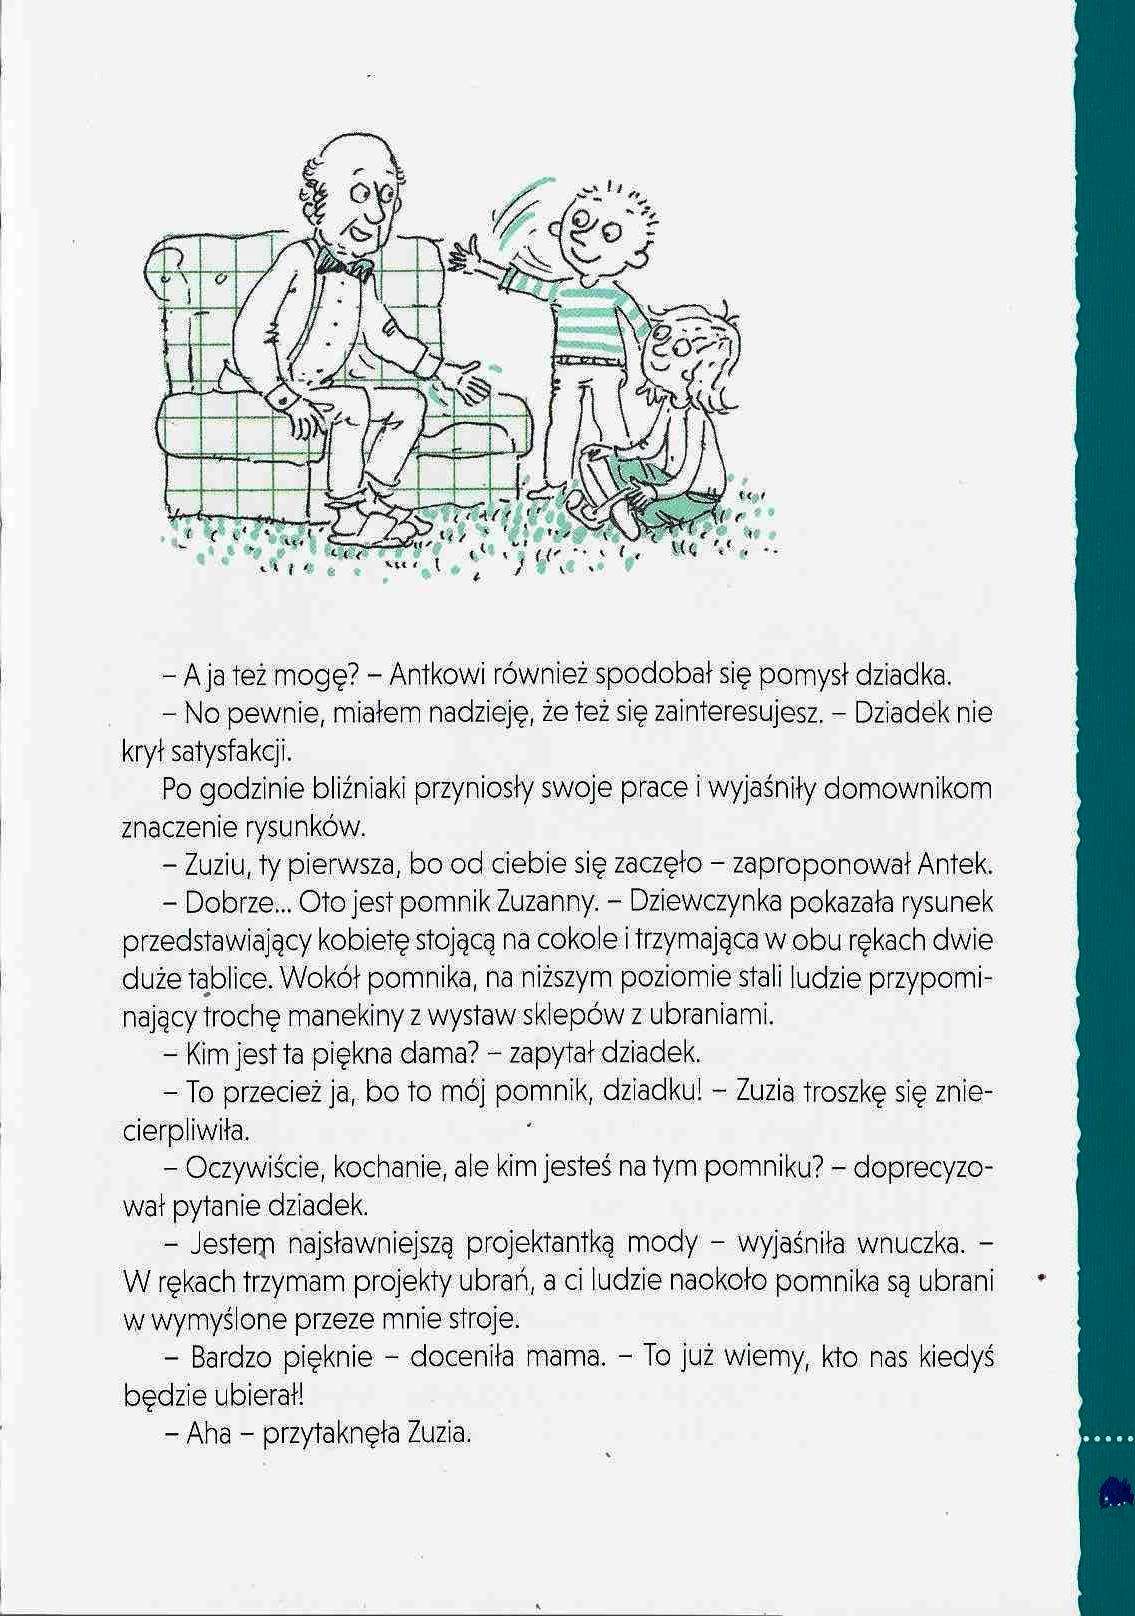 – A ja też mogę? – Antkowi również spodobał się pomysł dziadka.
– No pewnie, miałem nadzieję, że też się zainteresujesz. – Dziadek nie
krył satysfakcji.
Po godzinie bliźniaki przyniosły swoje prace i wyjaśniły domownikom
znaczenie rysunków.
– Zuziu, ty pierwsza, bo od ciebie się zaczęło – zaproponował Antek.
– Dobrze... Oto jest pomnik Zuzanny. – Dziewczynka pokazała rysunek
przedstawiający kobietę stojącą na cokole i trzymająca w obu rękach dwie
duże tablice. Wokół pomnika, na niższym poziomie stali ludzie przypomi-
nający trochę manekiny z wystaw sklepów z ubraniami.
– Kim jest ta piękna dama? – zapytał dziadek.
– To przecież ja, bo to mój pomnik, dziadku! – Zuzia troszkę się znie-
cierpliwiła.
– Oczywiście, kochanie, ale kim jesteś na tym pomniku? – doprecyzo-
wał pytanie dziadek.
– Jestem najsławniejszą projektantką mody – wyjaśniła wnuczka. –
W rękach trzymam projekty ubrań, a ci ludzie naokoło pomnika są ubrani
w wymyślone przeze mnie stroje.
– Bardzo pięknie – doceniła mama. – To już wiemy, kto nas kiedyś
będzie ubierał!
– Aha – przytaknęła Zuzia.